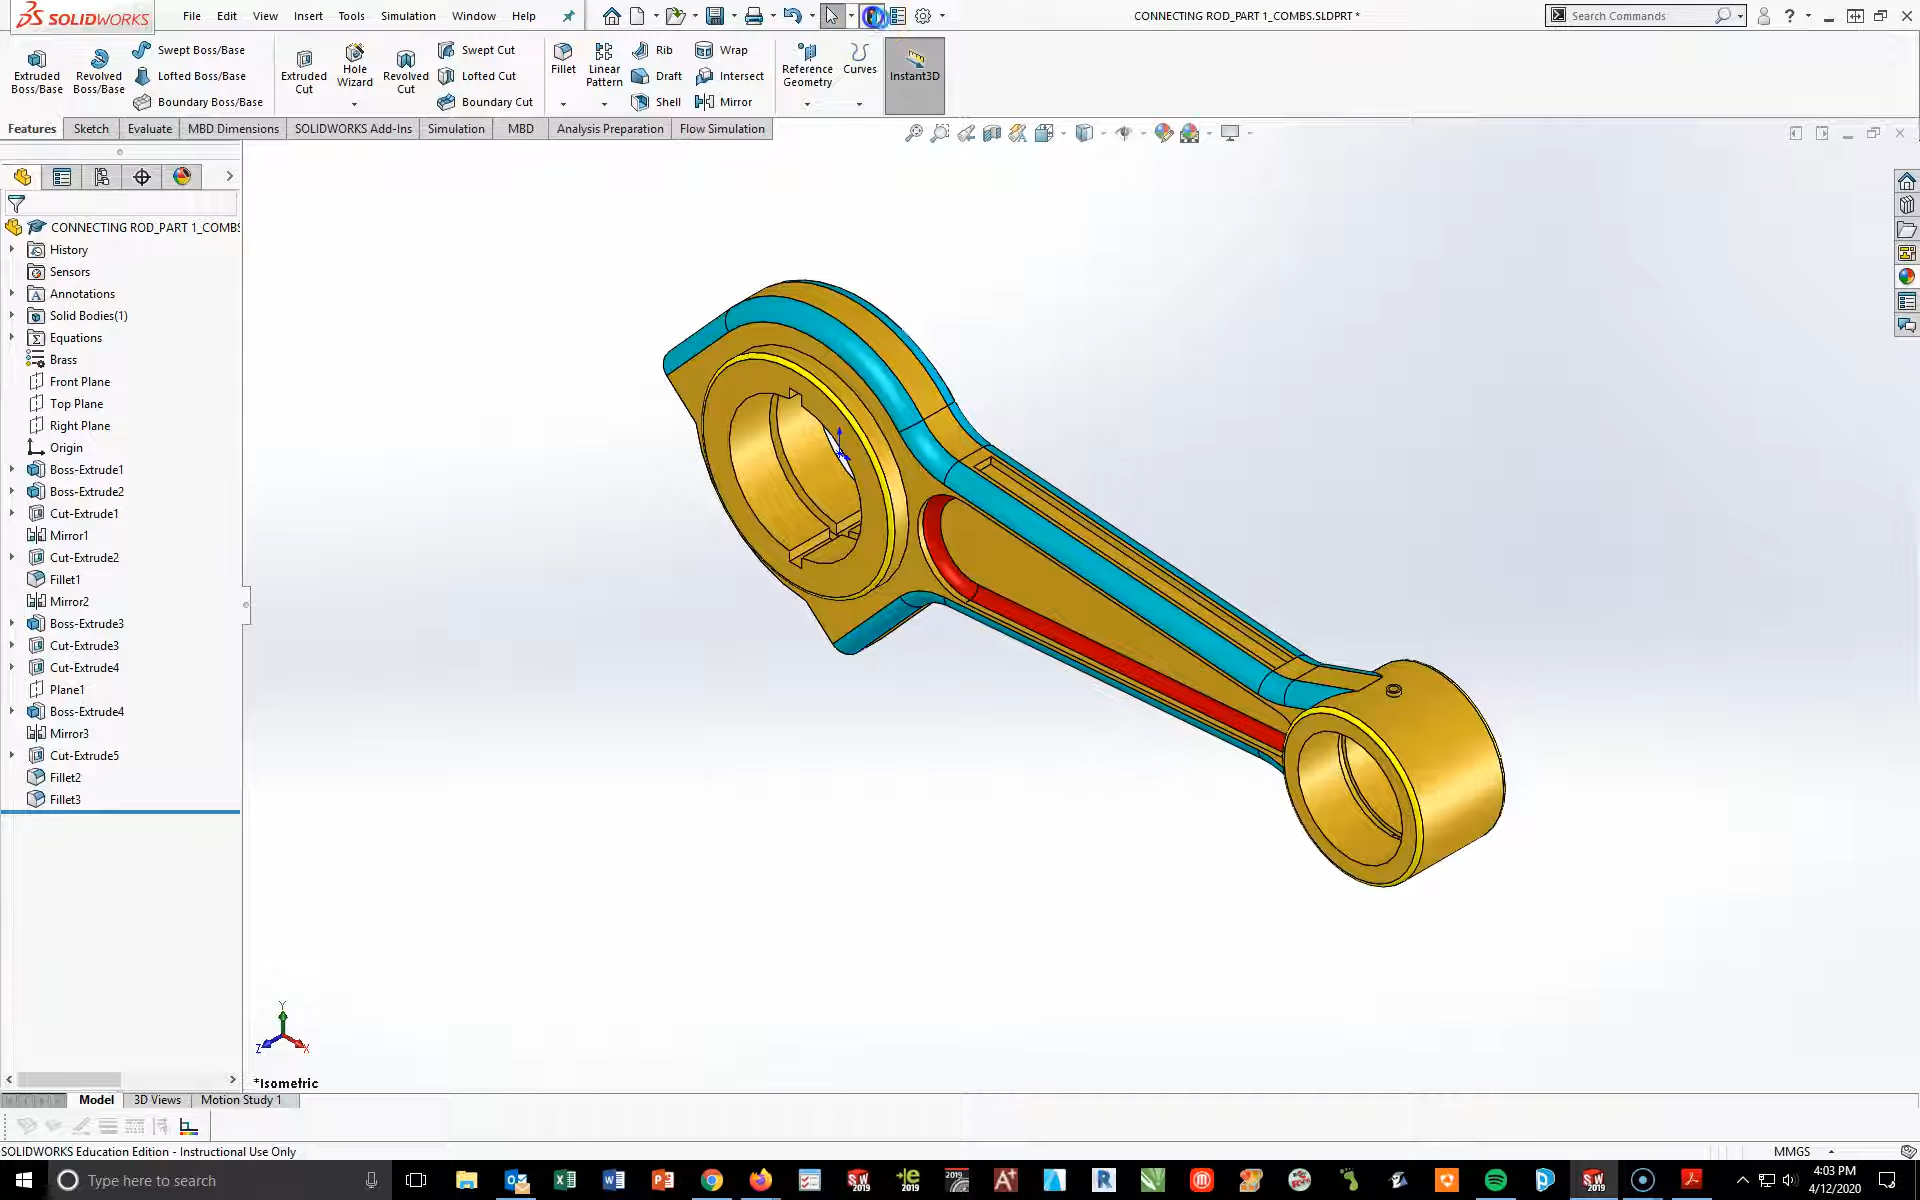 SOLIDWORKS File Edit View Insert Tools Simulation Window Help CONNECTING ROD_PART 1_COMBS.SLDPRT * Search Commands
Extruded Boss/Base
Revolved Boss/Base
Swept Boss/Base
Lofted Boss/Base
Boundary Boss/Base
Extruded Cut
Hole Wizard
Revolved Cut
Swept Cut
Lofted Cut
Boundary Cut
Fillet
Linear Pattern
Rib
Draft
Shell
Wrap
Intersect
Mirror
Reference Geometry
Curves
Instant3D
Features Sketch Evaluate MBD Dimensions SOLIDWORKS Add-Ins Simulation MBD Analysis Preparation Flow Simulation
CONNECTING ROD_PART 1_COMBS
History
Sensors
Annotations
Solid Bodies(1)
Equations
Brass
Front Plane
Top Plane
Right Plane
Origin
Boss-Extrude1
Boss-Extrude2
Cut-Extrude1
Mirror1
Cut-Extrude2
Fillet1
Mirror2
Boss-Extrude3
Cut-Extrude3
Cut-Extrude4
Plane1
Boss-Extrude4
Mirror3
Cut-Extrude5
Fillet2
Fillet3
Y
Z
X
*Isometric
Model 3D Views Motion Study 1
SOLIDWORKS Education Edition - Instructional Use Only MMGS
Type here to search
4:03 PM
4/12/2020